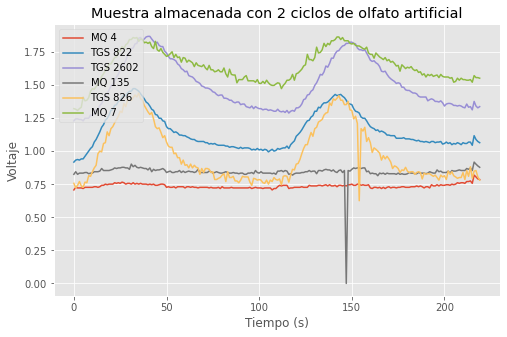 Muestra almacenada con 2 ciclos de olfato artificial
MQ 4
TGS 822
TGS 2602
MQ 135
TGS 826
MQ 7
1.75
1.50
1.25
1.00
0.75
0.50
0.25
0.00
Voltaje
0
50
100
150
200
Tiempo (s)